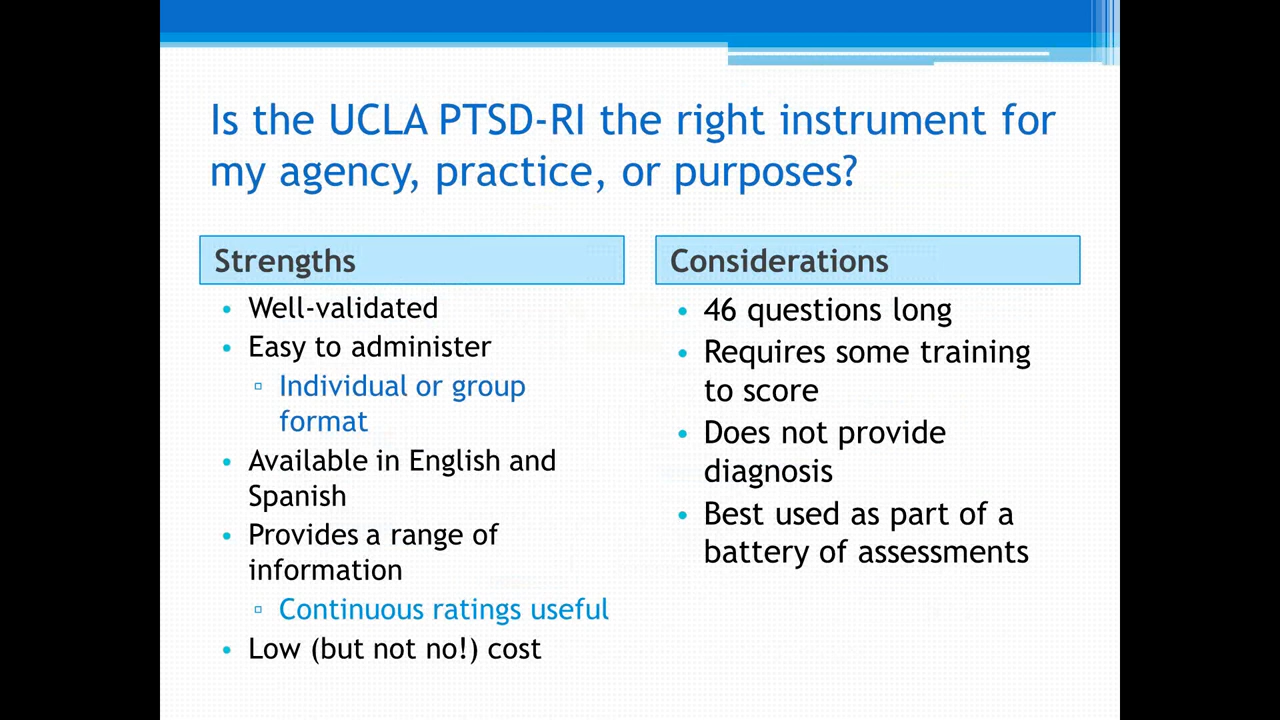 Is the UCLA PTSD-RI the right instrument for
my agency, practice, or purposes?
Strengths
• Well-validated
• Easy to administer
▫ Individual or group
format
• Available in English and
Spanish
• Provides a range of
information
▫ Continuous ratings useful
• Low (but not no!) cost
Considerations
• 46 questions long
• Requires some training
to score
• Does not provide
diagnosis
• Best used as part of a
battery of assessments